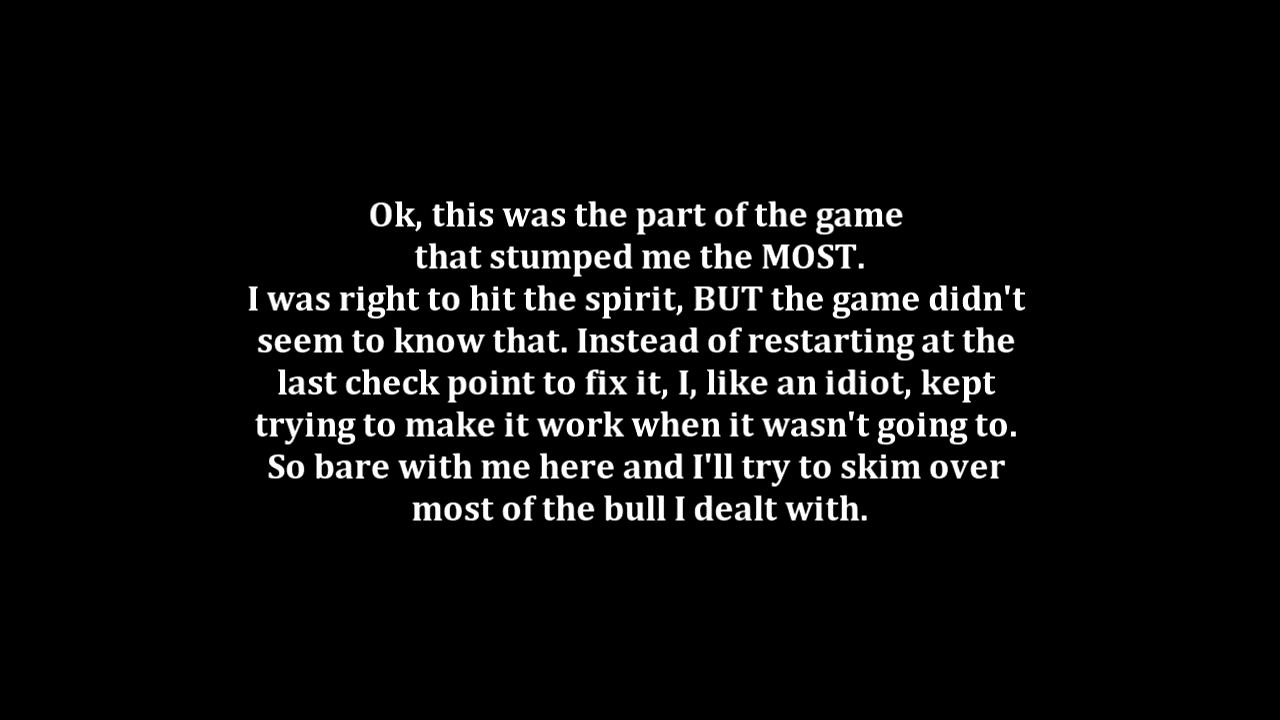 Ok, this was the part of the game
that stumped me the MOST.
I was right to hit the spirit, BUT the game didn't
seem to know that. Instead of restarting at the
last check point to fix it, I, like an idiot, kept
trying to make it work when it wasn't going to.
So bare with me here and I'll try to skim over
most of the bull I dealt with.